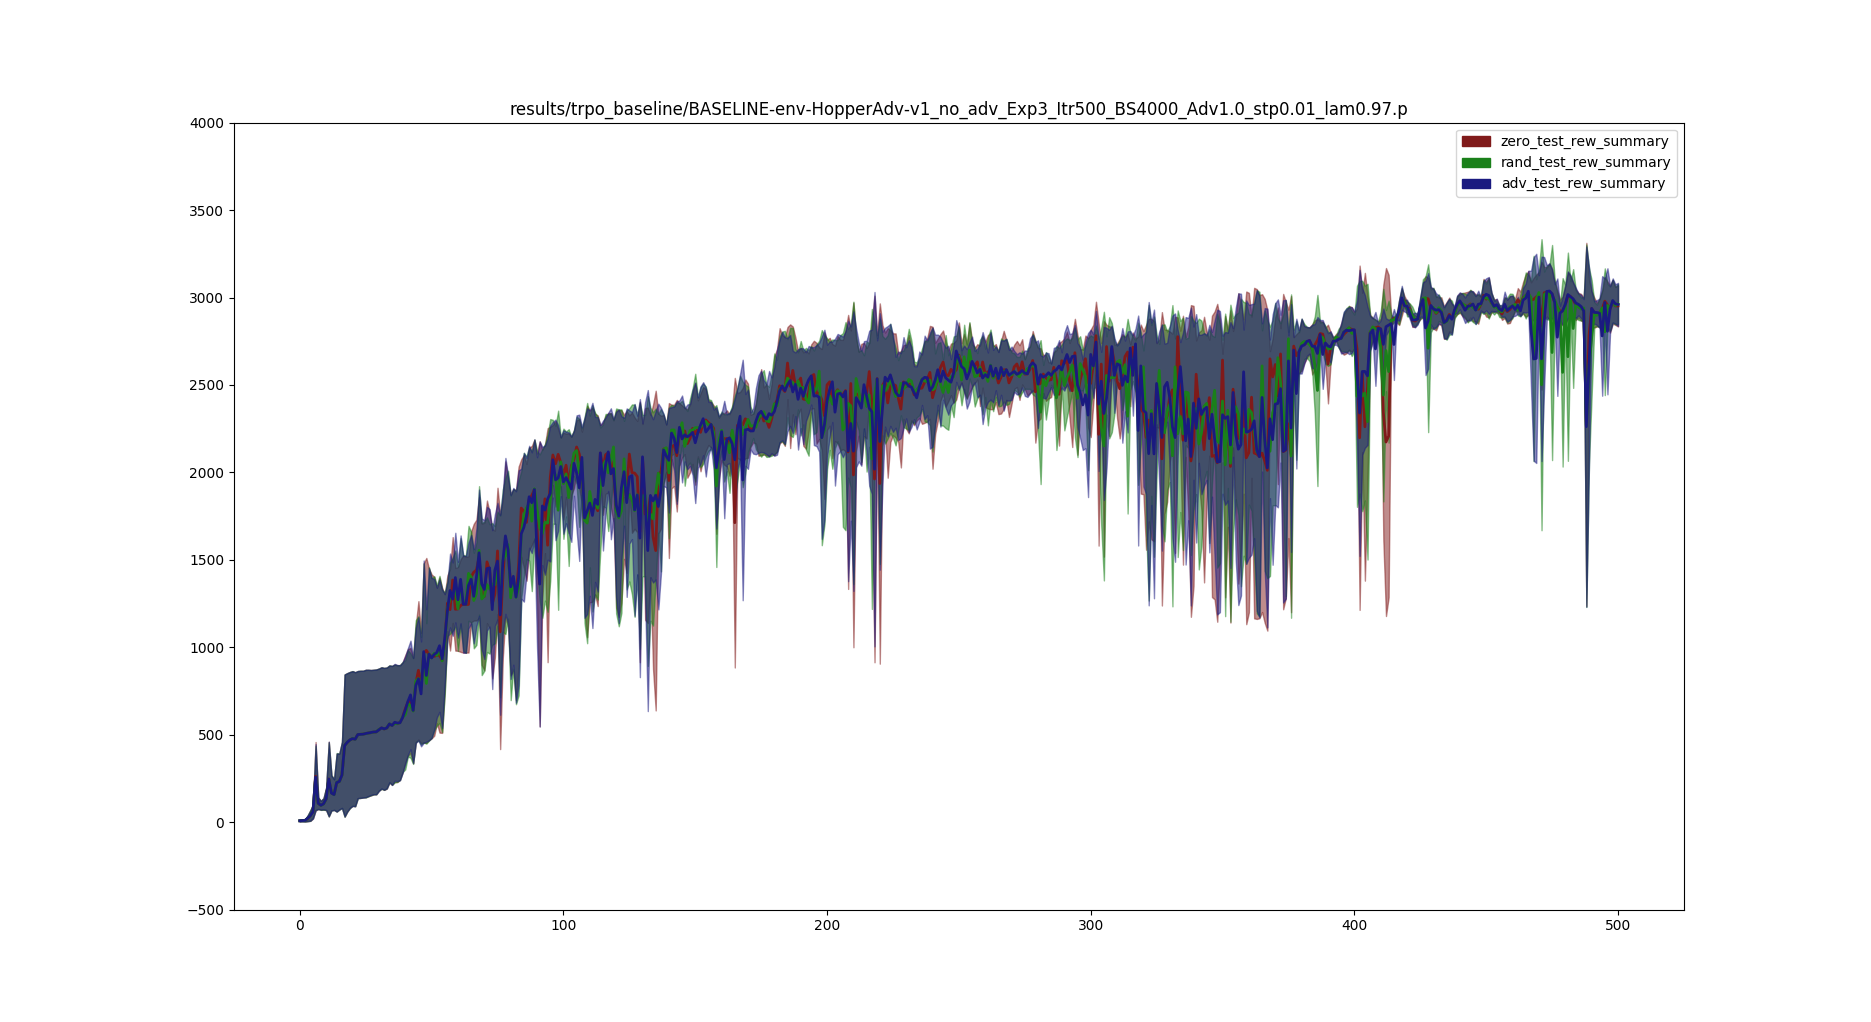 results/trpo_baseline/BASELINE-env-HopperAdv-v1_no_adv_Exp3_Itr500_BS4000_Adv1.0_stp0.01_lam0.97.p
4000
3500
3000
2500
2000
1500
1000
500
0
−500
zero_test_rew_summary
rand_test_rew_summary
adv_test_rew_summary
0 100 200 300 400 500